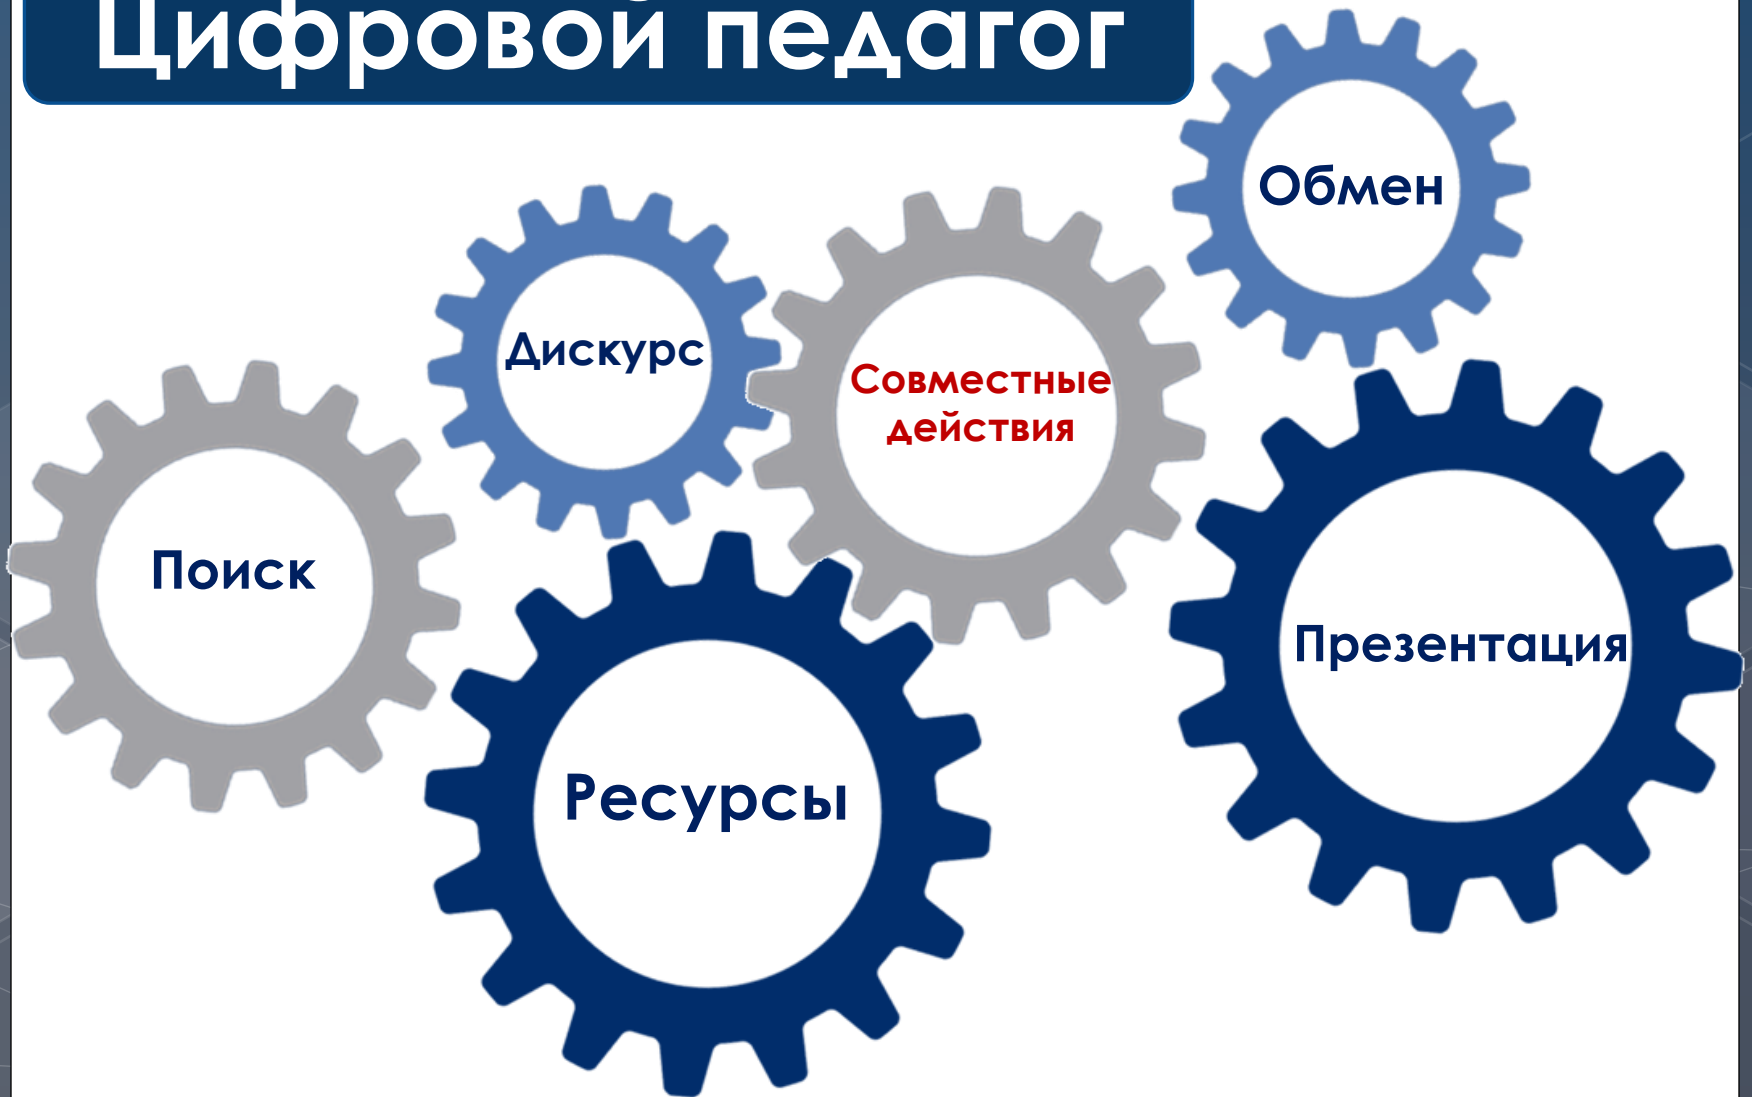 Цифровой педагог
Обмен
Дискурс
Совместные
действия
Поиск
Презентация
Ресурсы